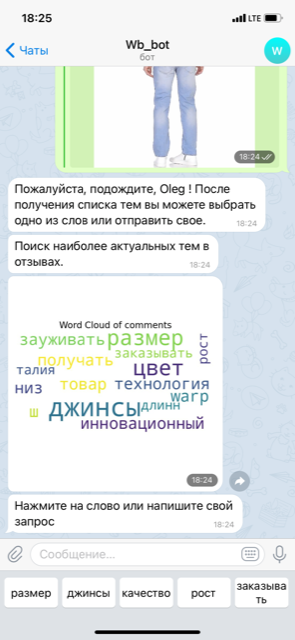 18:25
LTE
Чаты
Wb_bot
бот
W
18:24
Пожалуйста, подождите, Oleg ! После
получения списка тем вы можете выбрать
одно из слов или отправить свое.
18:24
Поиск наиболее актуальных тем в
отзывах.
18:24
Word Cloud of comments
зауживать размер рост
получать заказывать
талия цвет
низ товар технология
warp
ш джинсы длинн
инновационный
18:24
Нажмите на слово или напишите свой
запрос
18:24
Сообщение...
размер джинсы качество рост заказыва
ть